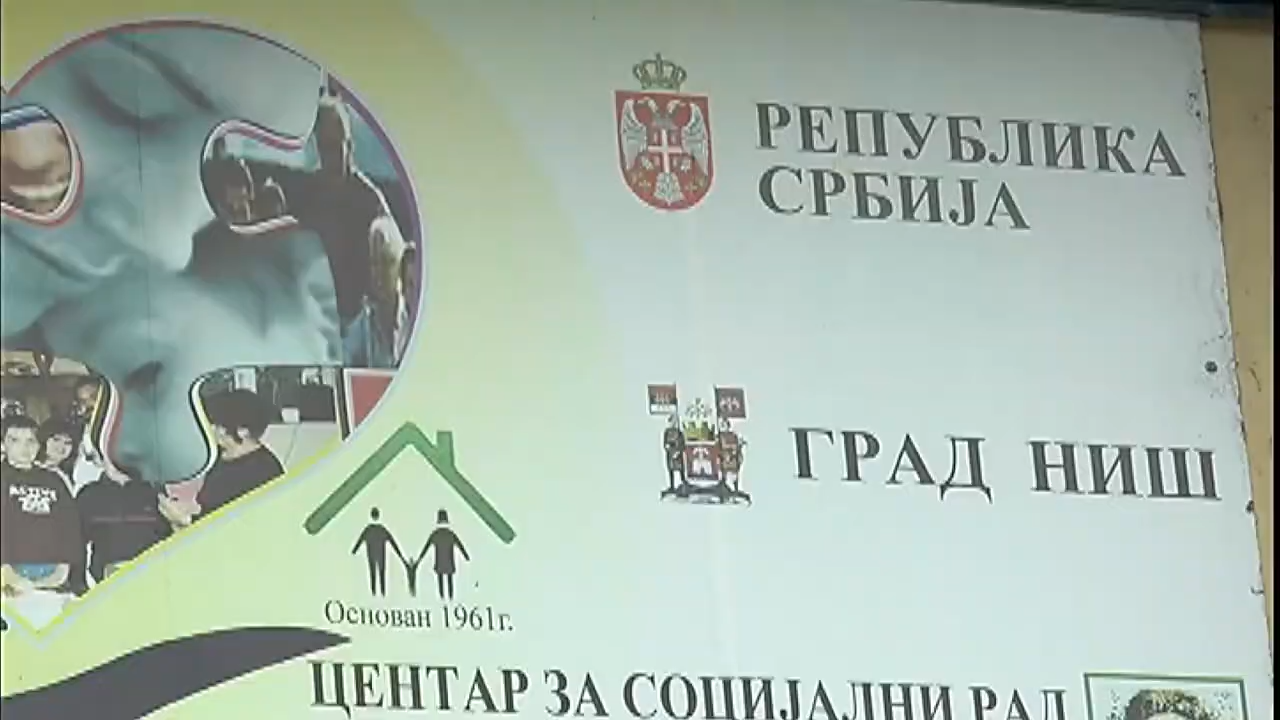 РЕПУБЛИКА
СРБИЈА
ГРАД НИШ
Основан 1961г.
ЦЕНТАР ЗА СОЦИЈАЛНИ РАД